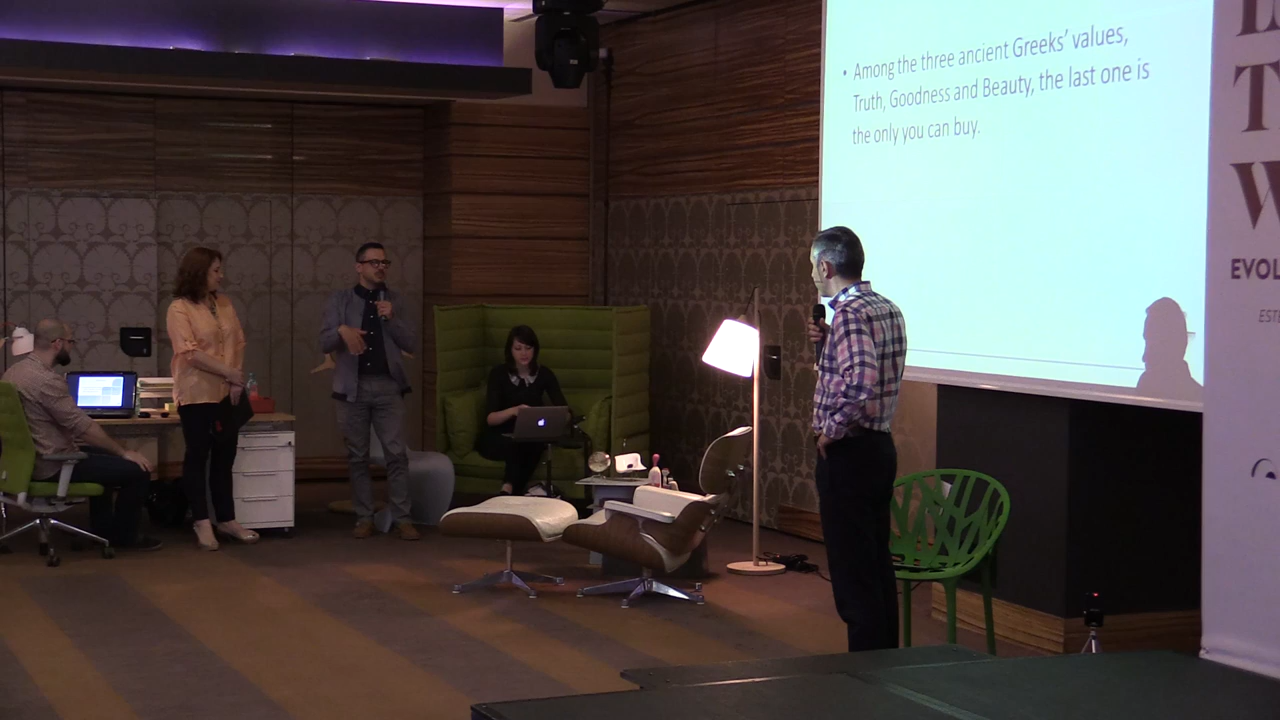 • Among the three ancient Greeks' values,
Truth, Goodness and Beauty, the last one is
the only you can buy.